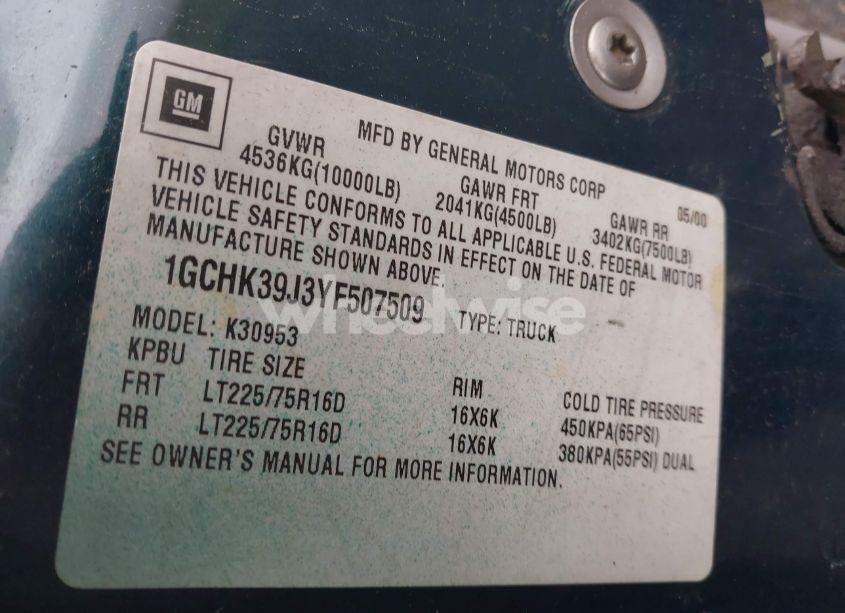 GM
MFD BY GENERAL MOTORS CORP 05/00
GVWR GAWR FRT GAWR RR
4536KG(10000LB) 2041KG(4500LB) 3402KG(7500LB)
THIS VEHICLE CONFORMS TO ALL APPLICABLE U.S. FEDERAL MOTOR
VEHICLE SAFETY STANDARDS IN EFFECT ON THE DATE OF
MANUFACTURE SHOWN ABOVE.
1GCHK39J3YF507509 TYPE: TRUCK
wheelwise
MODEL: K30953
KPBU TIRE SIZE RIM COLD TIRE PRESSURE
FRT LT225/75R16D 16X6K 450KPA(65PSI)
RR LT225/75R16D 16X6K 380KPA(55PSI) DUAL
SEE OWNER'S MANUAL FOR MORE INFORMATION.